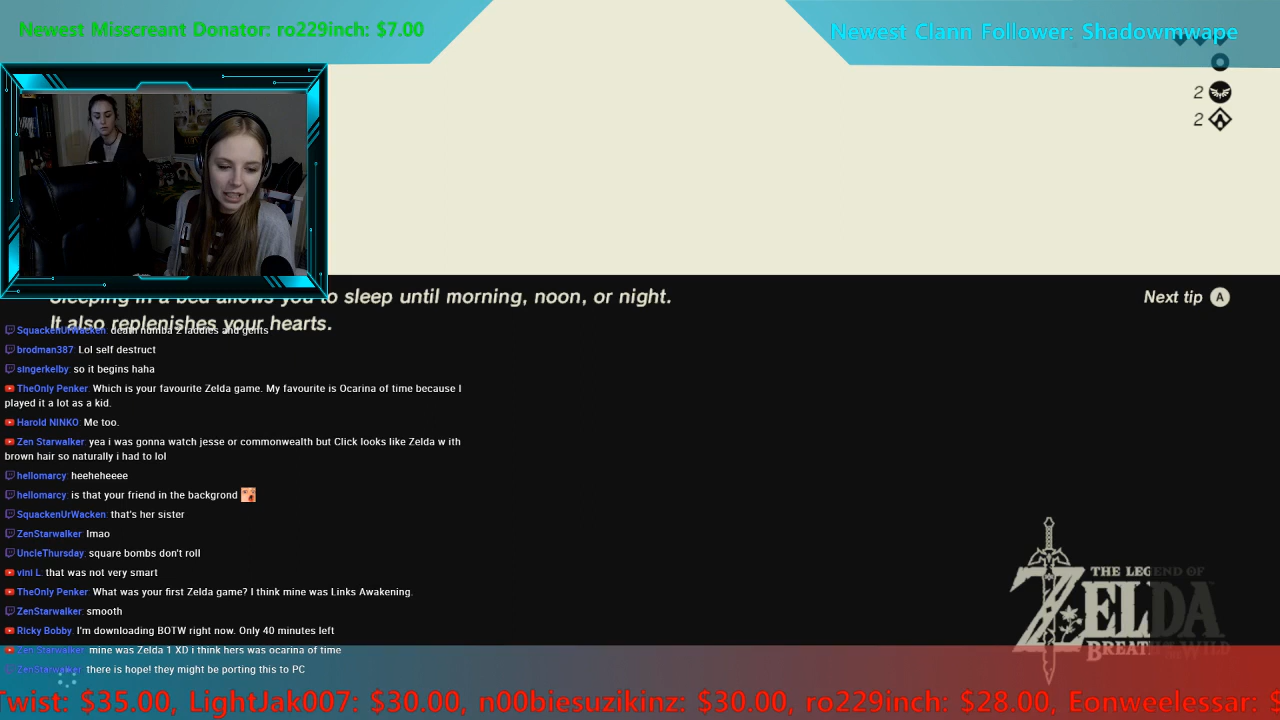 Newest Misscreant Donator: ro229inch: $7.00
Newest Clann Follower: Shadowmwape
2
2
Sleeping in a bed allows you to sleep until morning, noon, or night.
It also replenishes your hearts.
Next tip A
SquackenUrWacken: death numba 2 laddies and gents
brodman387: Lol self destruct
singerkelby: so it begins haha
TheOnly Penker: Which is your favourite Zelda game. My favourite is Ocarina of time because I
played it a lot as a kid.
Harold NINKO: Me too.
Zen Starwalker: yea i was gonna watch jesse or commonwealth but Click looks like Zelda w ith
brown hair so naturally i had to lol
hellomarcy: heeheheeee
hellomarcy: is that your friend in the backgrond
SquackenUrWacken: that's her sister
ZenStarwalker: lmao
UncleThursday: square bombs don't roll
vini L: that was not very smart
TheOnly Penker: What was your first Zelda game? I think mine was Links Awakening.
ZenStarwalker: smooth
Ricky Bobby: I'm downloading BOTW right now. Only 40 minutes left
Zen Starwalker: mine was Zelda 1 XD i think hers was ocarina of time
ZenStarwalker: there is hope! they might be porting this to PC
THE LEGEND OF
ZELDA
BREATH OF THE WILD
Twist: $35.00, LightJak007: $30.00, n00biesuzikinz: $30.00, ro229inch: $28.00, Eonweelessar: $